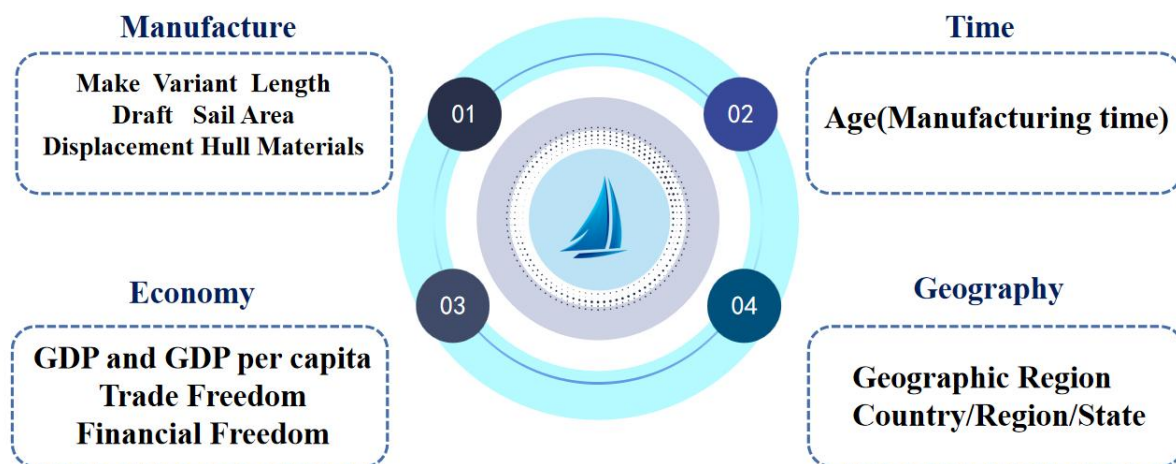 Manufacture
Make Variant Length
Draft Sail Area
Displacement Hull Materials
01
02
Time
Age(Manufacturing time)
Economy
GDP and GDP per capita
Trade Freedom
Financial Freedom
03
04
Geography
Geographic Region
Country/Region/State